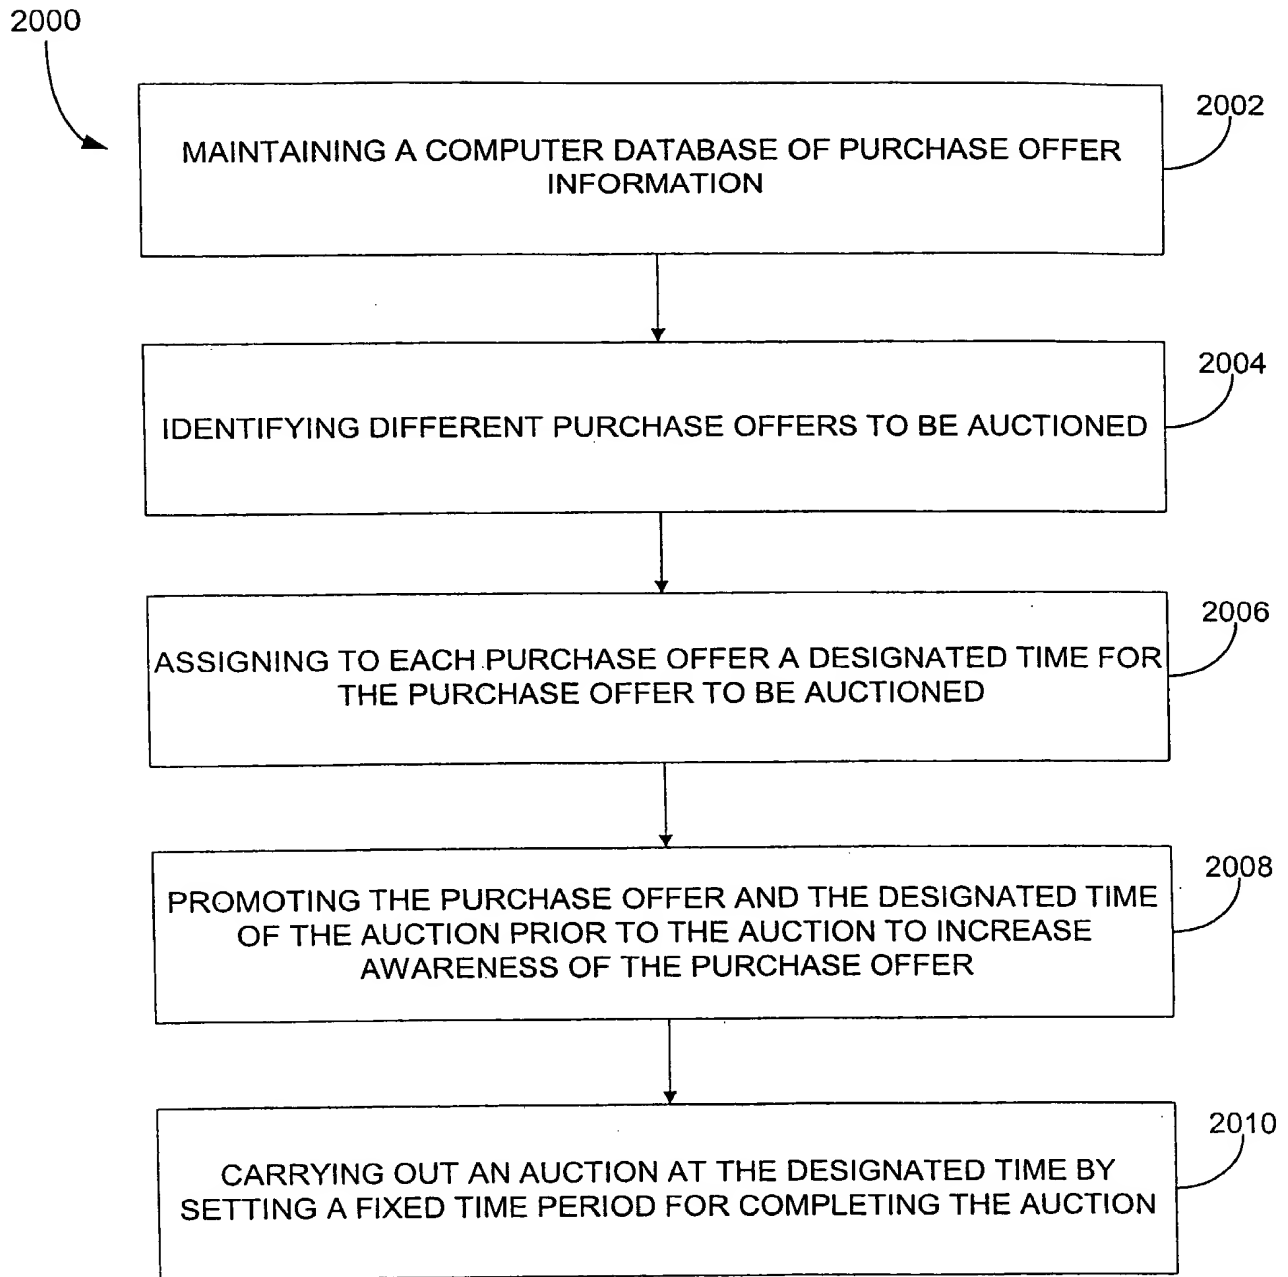 2000
2002
MAINTAINING A COMPUTER DATABASE OF PURCHASE OFFER
INFORMATION
2004
IDENTIFYING DIFFERENT PURCHASE OFFERS TO BE AUCTIONED
2006
ASSIGNING TO EACH PURCHASE OFFER A DESIGNATED TIME FOR
THE PURCHASE OFFER TO BE AUCTIONED
2008
PROMOTING THE PURCHASE OFFER AND THE DESIGNATED TIME
OF THE AUCTION PRIOR TO THE AUCTION TO INCREASE
AWARENESS OF THE PURCHASE OFFER
2010
CARRYING OUT AN AUCTION AT THE DESIGNATED TIME BY
SETTING A FIXED TIME PERIOD FOR COMPLETING THE AUCTION